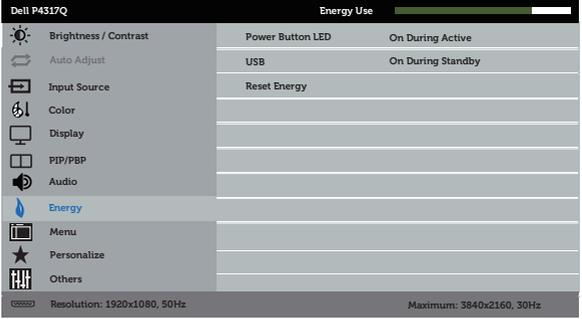 Dell P4317Q Energy Use
Brightness / Contrast Power Button LED On During Active
Auto Adjust USB On During Standby
Input Source Reset Energy
Color
Display
PIP/PBP
Audio
Energy
Menu
Personalize
Others
Resolution: 1920x1080, 50Hz Maximum: 3840x2160, 30Hz